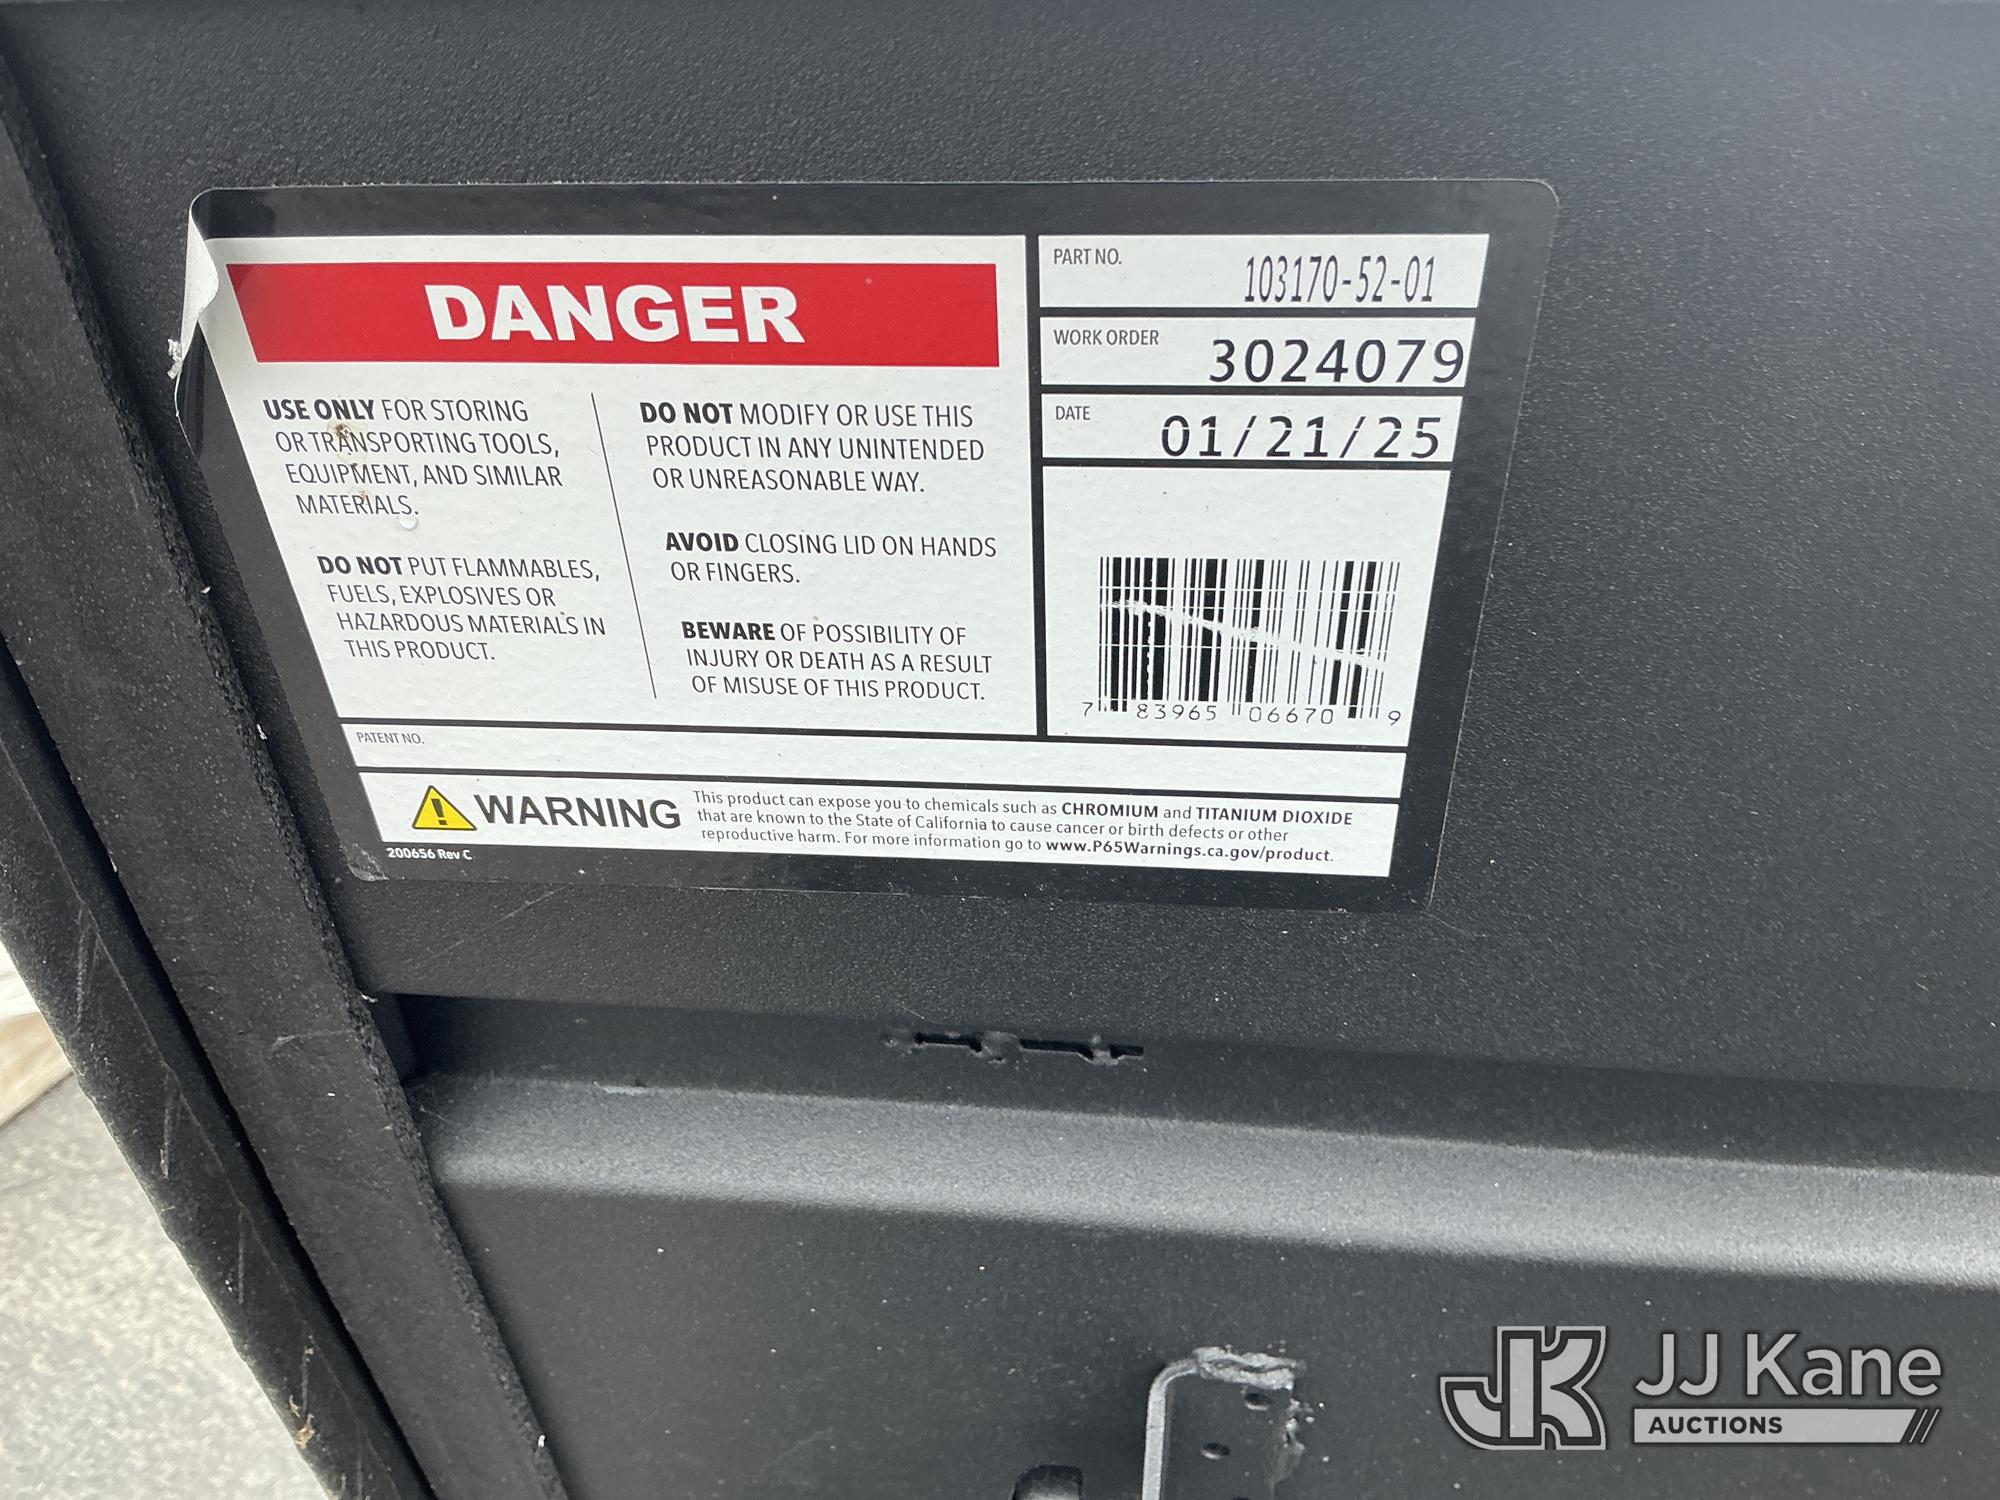 DANGER
USE ONLY FOR STORING
OR TRANSPORTING TOOLS,
EQUIPMENT, AND SIMILAR
MATERIALS.
DO NOT PUT FLAMMABLES,
FUELS, EXPLOSIVES OR
HAZARDOUS MATERIALS IN
THIS PRODUCT.
DO NOT MODIFY OR USE THIS
PRODUCT IN ANY UNINTENDED
OR UNREASONABLE WAY.
AVOID CLOSING LID ON HANDS
OR FINGERS.
BEWARE OF POSSIBILITY OF
INJURY OR DEATH AS A RESULT
OF MISUSE OF THIS PRODUCT.
PART NO. 103170-52-01
WORK ORDER 3024079
DATE 01/21/25
7 83965 06670 9
PATENT NO.
WARNING
This product can expose you to chemicals such as CHROMIUM and TITANIUM DIOXIDE
that are known to the State of California to cause cancer or birth defects or other
reproductive harm. For more information go to www.P65Warnings.ca.gov/product.
200656 Rev C
JK JJ Kane
AUCTIONS